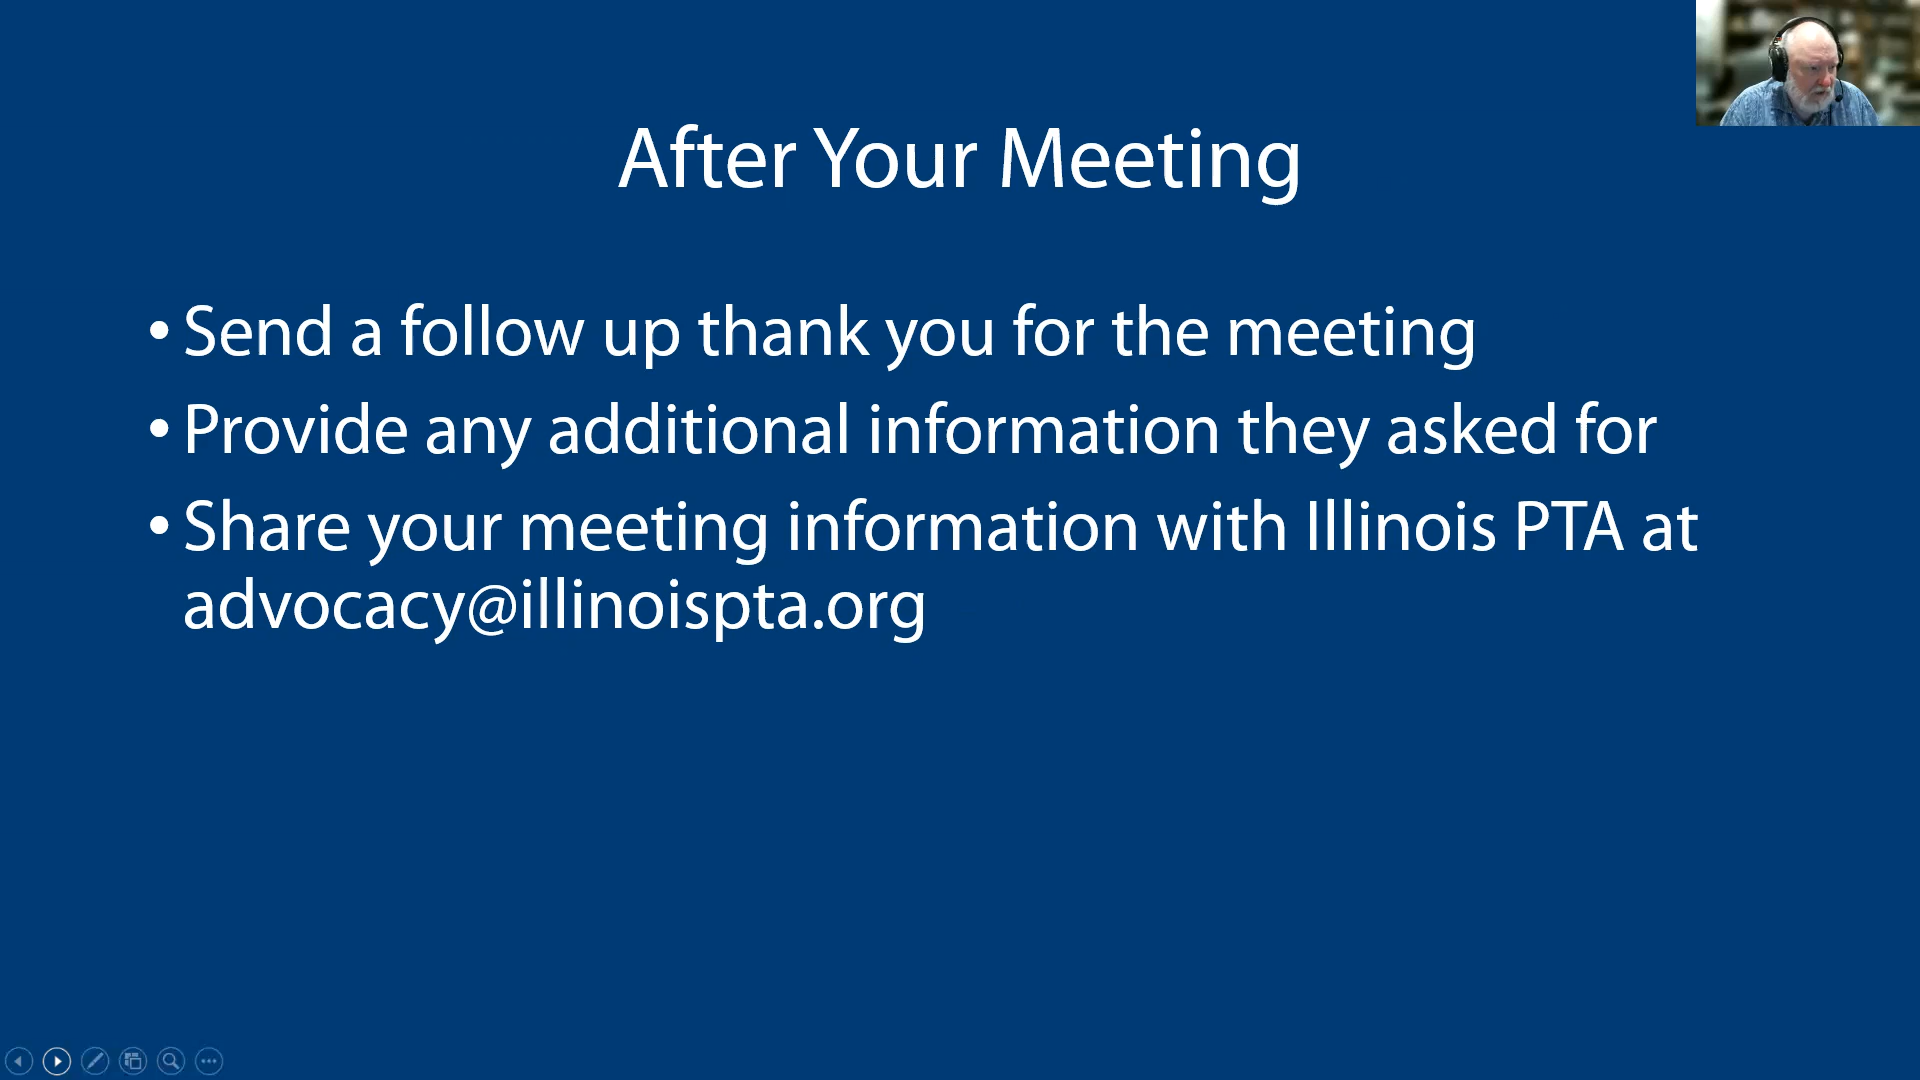 After Your Meeting
• Send a follow up thank you for the meeting
• Provide any additional information they asked for
• Share your meeting information with Illinois PTA at
advocacy@illinoispta.org